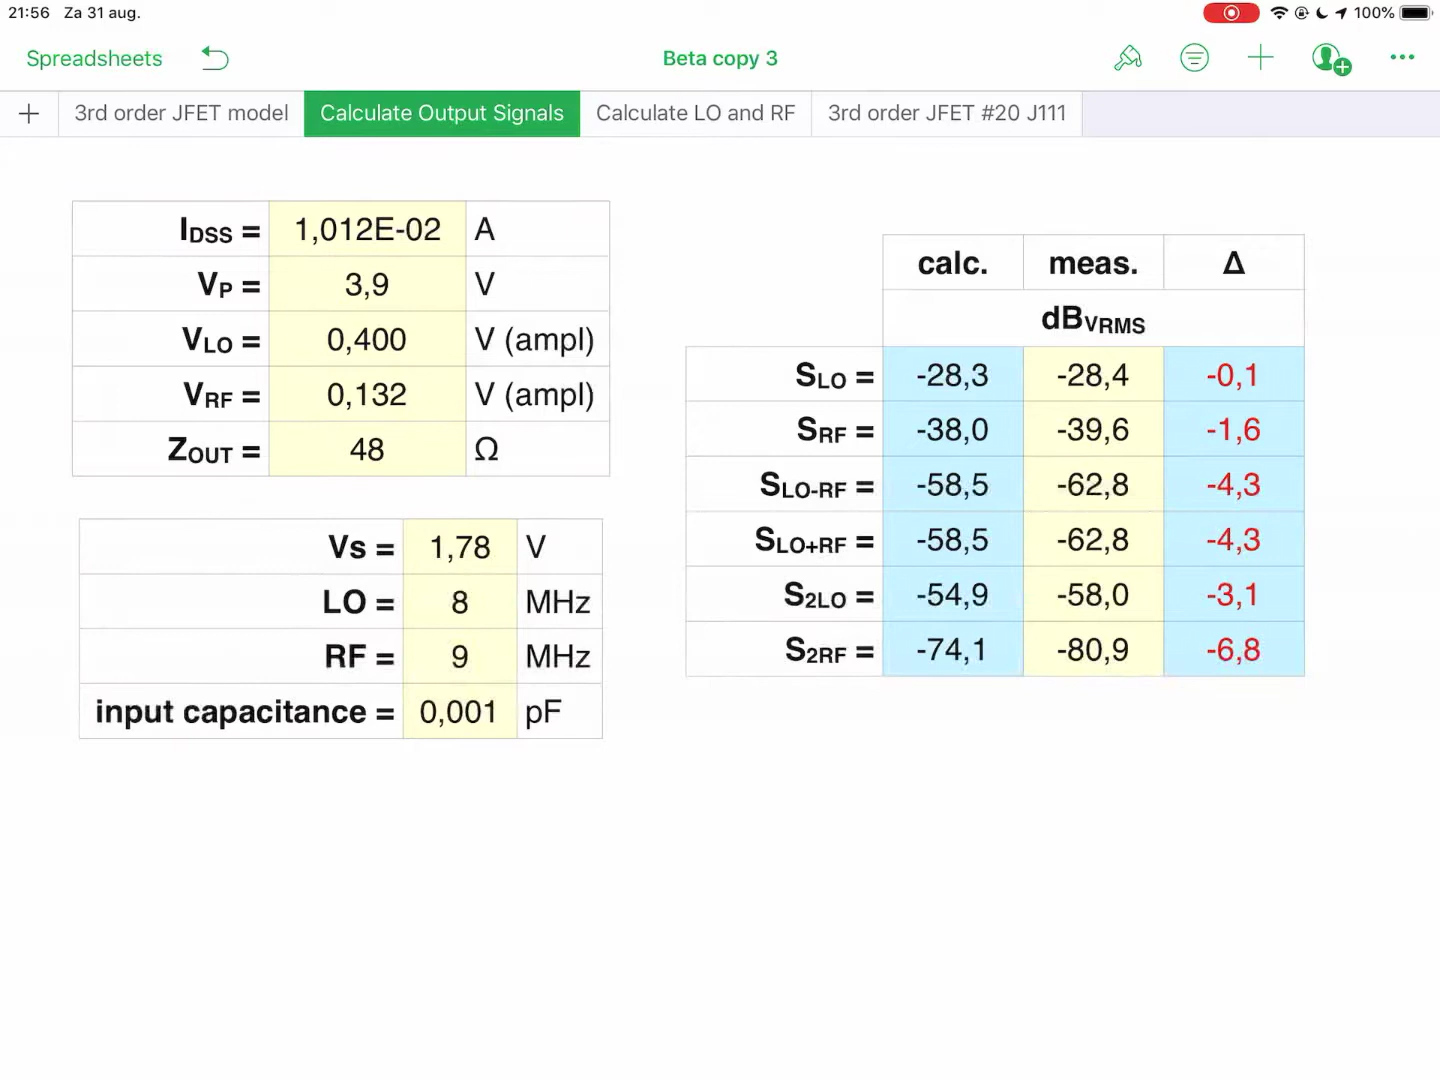 21:56 Za 31 aug. 100%
Spreadsheets Beta copy 3
3rd order JFET model Calculate Output Signals Calculate LO and RF 3rd order JFET #20 J111
IDSS = 1,012E-02 A
VP = 3,9 V
VLO = 0,400 V (ampl)
VRF = 0,132 V (ampl)
ZOUT = 48 Ω
Vs = 1,78 V
LO = 8 MHz
RF = 9 MHz
input capacitance = 0,001 pF
calc. meas. Δ
dBVRMS
SLO = -28,3 -28,4 -0,1
SRF = -38,0 -39,6 -1,6
SLO-RF = -58,5 -62,8 -4,3
SLO+RF = -58,5 -62,8 -4,3
S2LO = -54,9 -58,0 -3,1
S2RF = -74,1 -80,9 -6,8